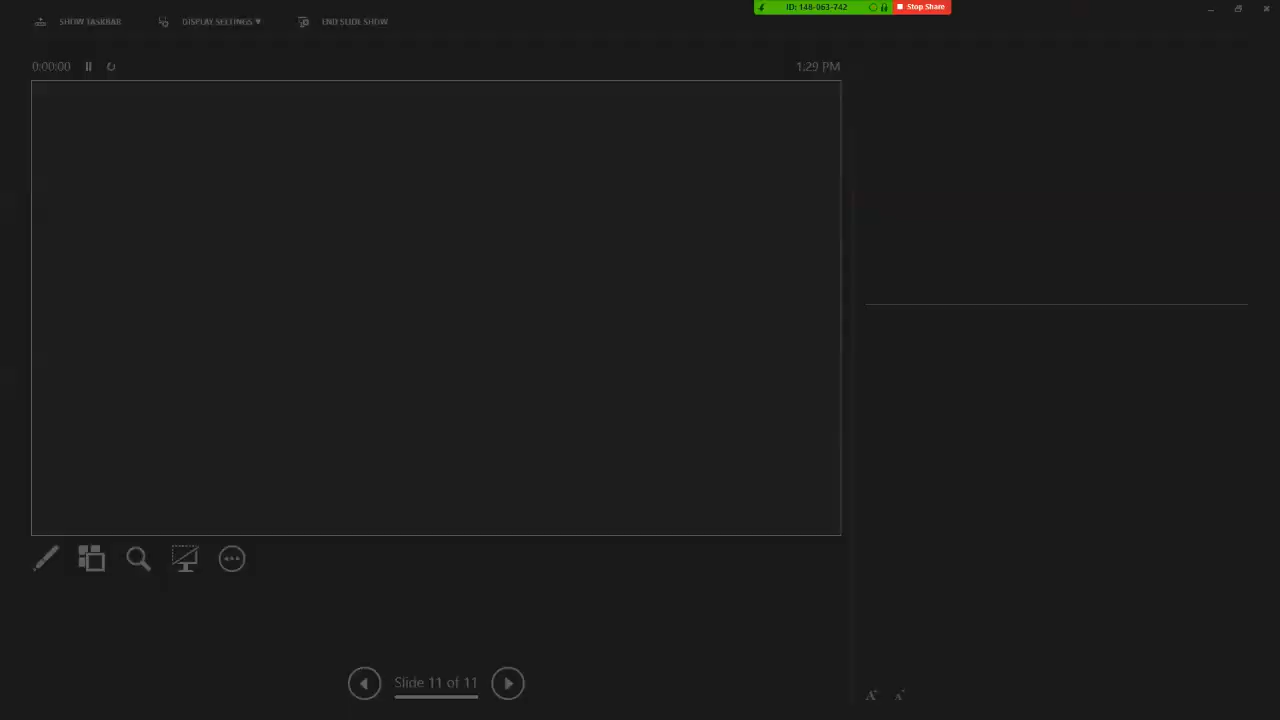 SHOW TASKBAR
DISPLAY SETTINGS ▼
END SLIDE SHOW
ID: 148-063-742
Stop Share
0:00:00
1:29 PM
Slide 11 of 11
A
A